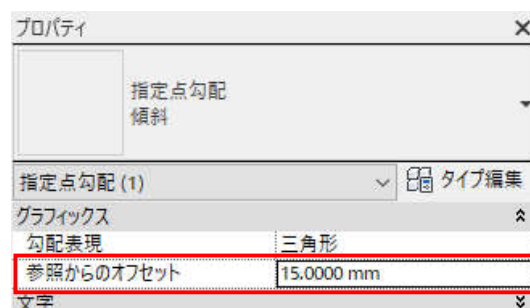 プロパティ
指定点勾配
傾斜
指定点勾配 (1)
タイプ編集
グラフィックス
勾配表現 三角形
参照からのオフセット 15.0000 mm
文字